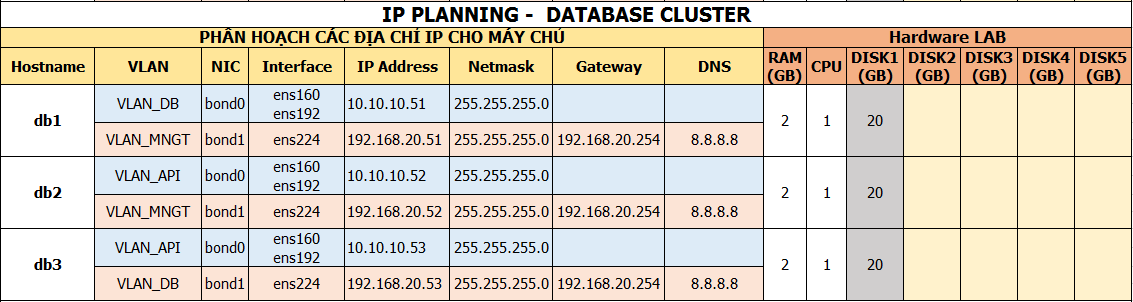 IP PLANNING - DATABASE CLUSTER
PHÂN HOẠCH CÁC ĐỊA CHỈ IP CHO MÁY CHỦ Hardware LAB
Hostname VLAN NIC Interface IP Address Netmask Gateway DNS RAM (GB) CPU DISK1 (GB) DISK2 (GB) DISK3 (GB) DISK4 (GB) DISK5 (GB)
db1 VLAN_DB bond0 ens160 ens192 10.10.10.51 255.255.255.0 2 1 20
VLAN_MNGT bond1 ens224 192.168.20.51 255.255.255.0 192.168.20.254 8.8.8.8
db2 VLAN_API bond0 ens160 ens192 10.10.10.52 255.255.255.0 2 1 20
VLAN_MNGT bond1 ens224 192.168.20.52 255.255.255.0 192.168.20.254 8.8.8.8
db3 VLAN_API bond0 ens160 ens192 10.10.10.53 255.255.255.0 2 1 20
VLAN_DB bond1 ens224 192.168.20.53 255.255.255.0 192.168.20.254 8.8.8.8